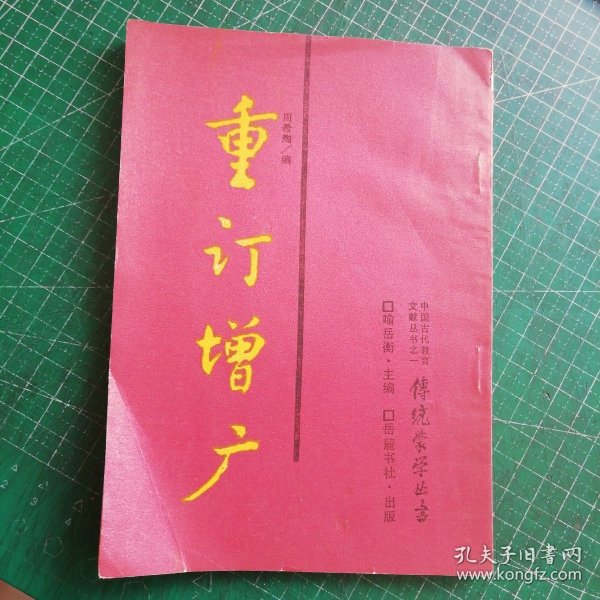 重订增广
周希陶/编
中国古代教育
文献丛书之一
傳统蒙学丛書
□喻岳衡·主编 □岳麓书社·出版
孔夫子旧书网
www.kongfz.com